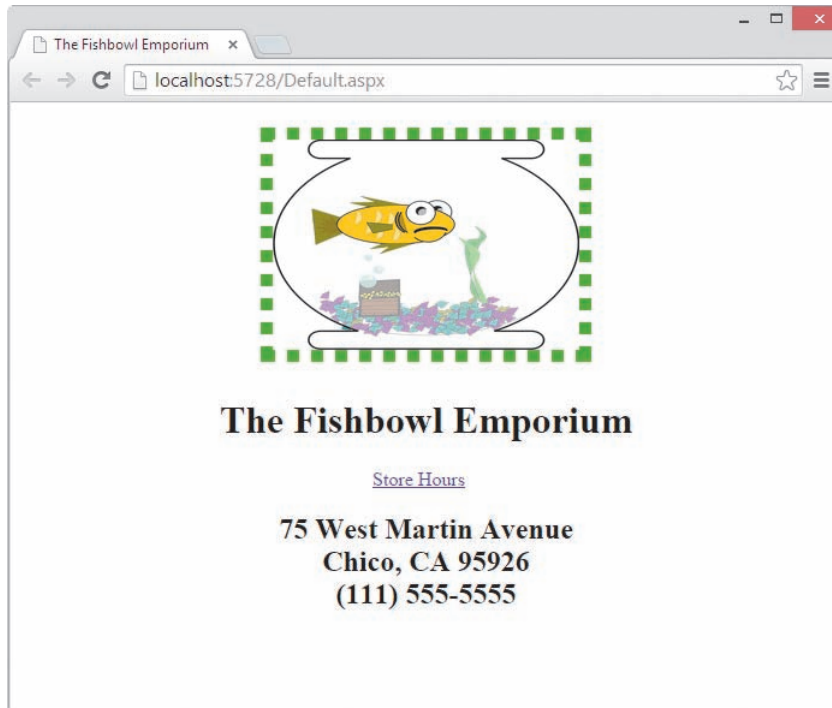 The Fishbowl Emporium
localhost:5728/Default.aspx
The Fishbowl Emporium
Store Hours
75 West Martin Avenue
Chico, CA 95926
(111) 555-5555